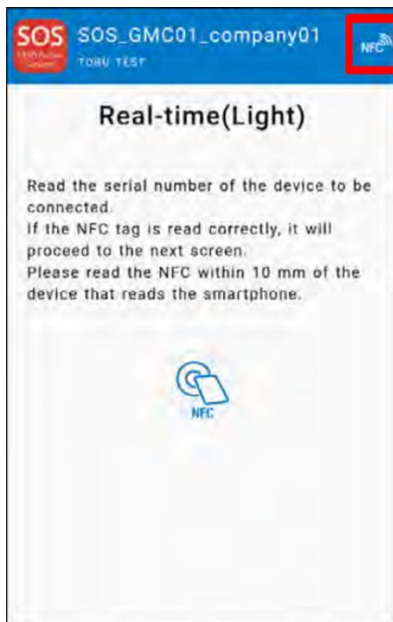 SOS
SOS_GMC01_company01
TOBU TEST
NFC
Real-time(Light)
Read the serial number of the device to be
connected.
If the NFC tag is read correctly, it will
proceed to the next screen.
Please read the NFC within 10 mm of the
device that reads the smartphone.
NFC